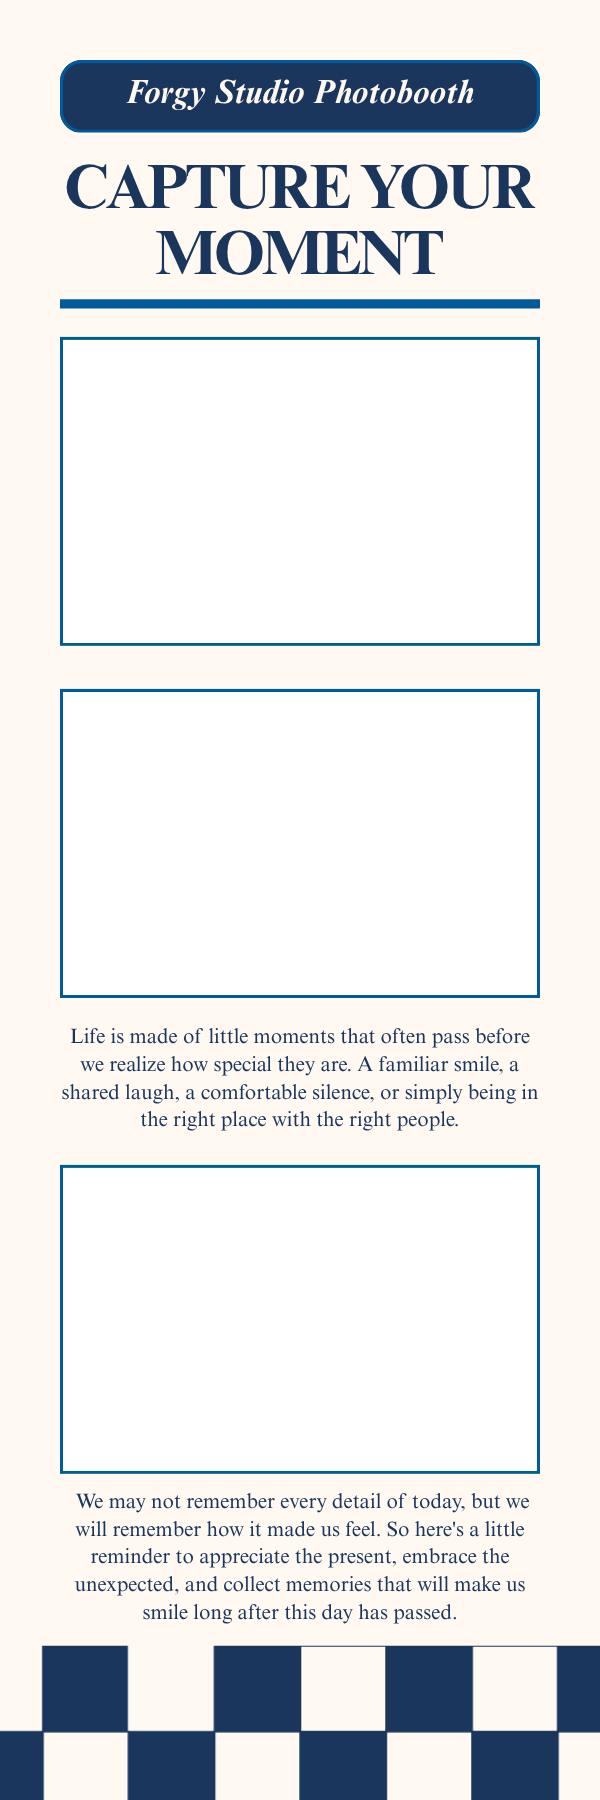 Forgy Studio Photobooth
CAPTURE YOUR
MOMENT
Life is made of little moments that often pass before
we realize how special they are. A familiar smile, a
shared laugh, a comfortable silence, or simply being in
the right place with the right people.
We may not remember every detail of today, but we
will remember how it made us feel. So here's a little
reminder to appreciate the present, embrace the
unexpected, and collect memories that will make us
smile long after this day has passed.